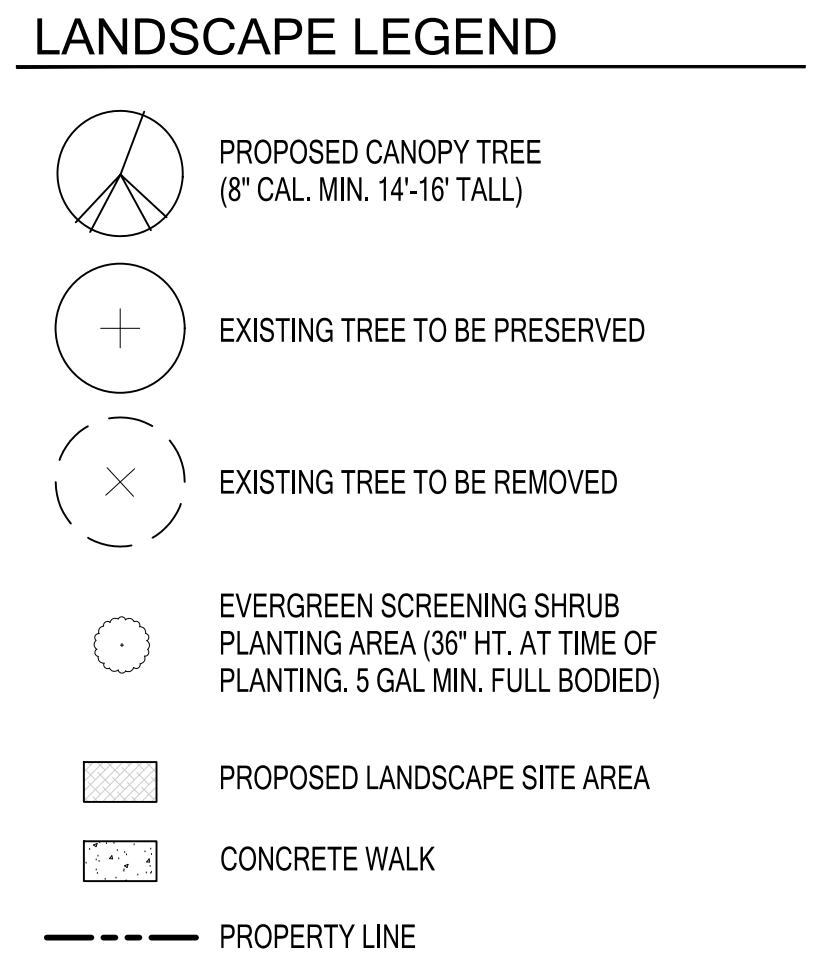 LANDSCAPE LEGEND
PROPOSED CANOPY TREE
(8" CAL. MIN. 14'-16' TALL)
EXISTING TREE TO BE PRESERVED
EXISTING TREE TO BE REMOVED
EVERGREEN SCREENING SHRUB
PLANTING AREA (36" HT. AT TIME OF
PLANTING. 5 GAL MIN. FULL BODIED)
PROPOSED LANDSCAPE SITE AREA
CONCRETE WALK
PROPERTY LINE